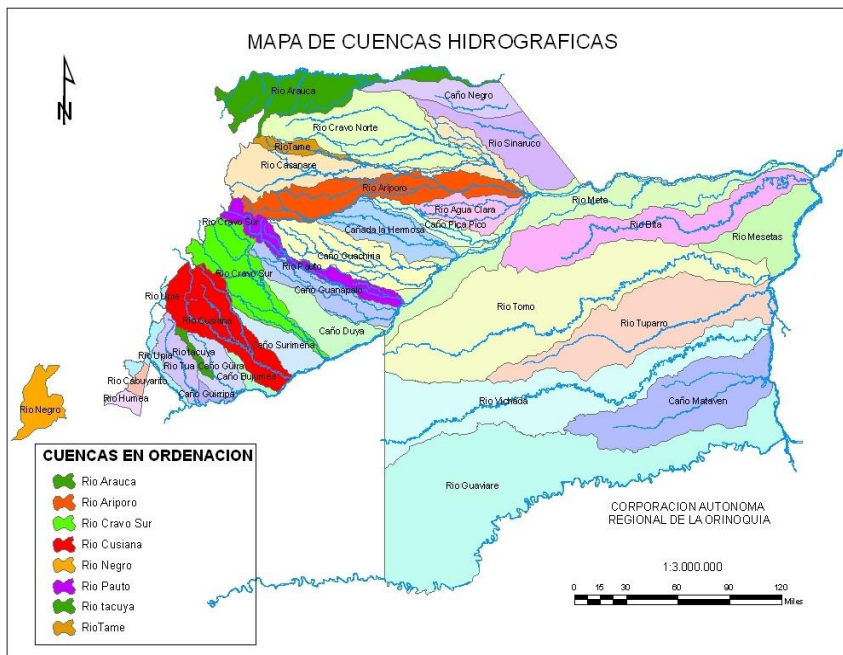 MAPA DE CUENCAS HIDROGRAFICAS
N
Rio Arauca
Caño Negro
Rio Cravo Norte
Rio Sinaruco
RioTame
Rio Casanare
Rio Ariporo
Rio Meta
Rio Agua Clara
Rio Bita
Rio Cravo Sur
Cañada la Hermosa
Caño Pica Pico
Rio Mesetas
Caño Guachiria
Rio Pauto
Rio Cravo Sur
Caño Guanapalo
Rio Upia
Rio Tomo
Rio Cusiana
Rio Tuparro
Caño Duya
Caño Surimena
Rio Upia
Rio tacuya
Rio Tua
Caño Güira
Caño Bujumea
Rio Cabuyarito
Caño Guirripa
Rio Humea
Rio Vichada
Caño Mataven
Rio Negro
Rio Guaviare
CUENCAS EN ORDENACION
Rio Arauca
Rio Ariporo
Rio Cravo Sur
Rio Cusiana
Rio Negro
Rio Pauto
Rio tacuya
RioTame
CORPORACION AUTONOMA
REGIONAL DE LA ORINOQUIA
1:3.000.000
0 15 30 60 90 120
Miles